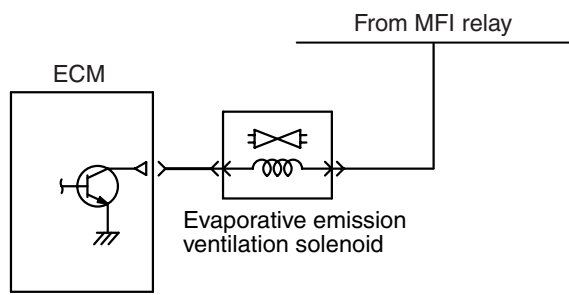 From MFI relay
ECM
Evaporative emission
ventilation solenoid